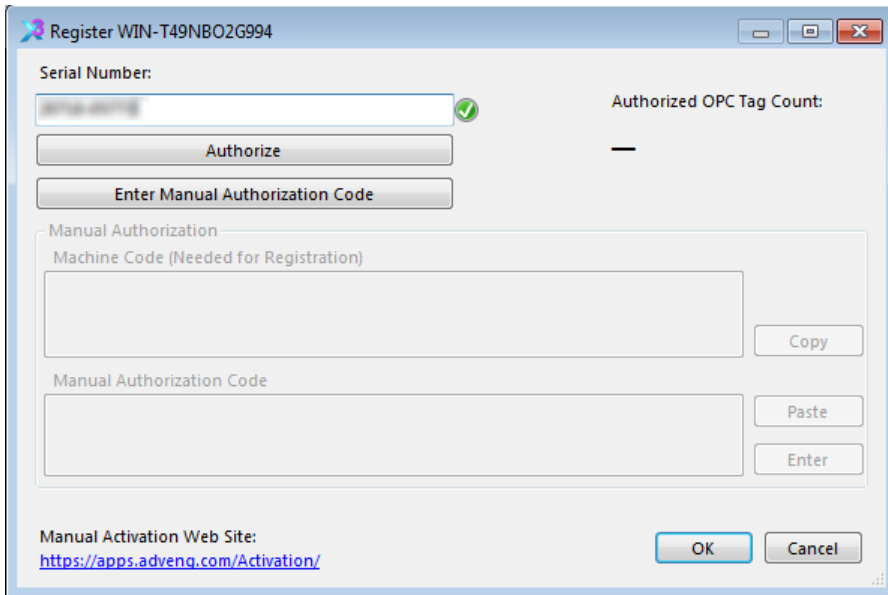 Register WIN-T49NBO2G994
Serial Number:
Authorized OPC Tag Count:
Authorize
Enter Manual Authorization Code
Manual Authorization
Machine Code (Needed for Registration)
Copy
Manual Authorization Code
Paste
Enter
Manual Activation Web Site:
https://apps.adveng.com/Activation/
OK
Cancel